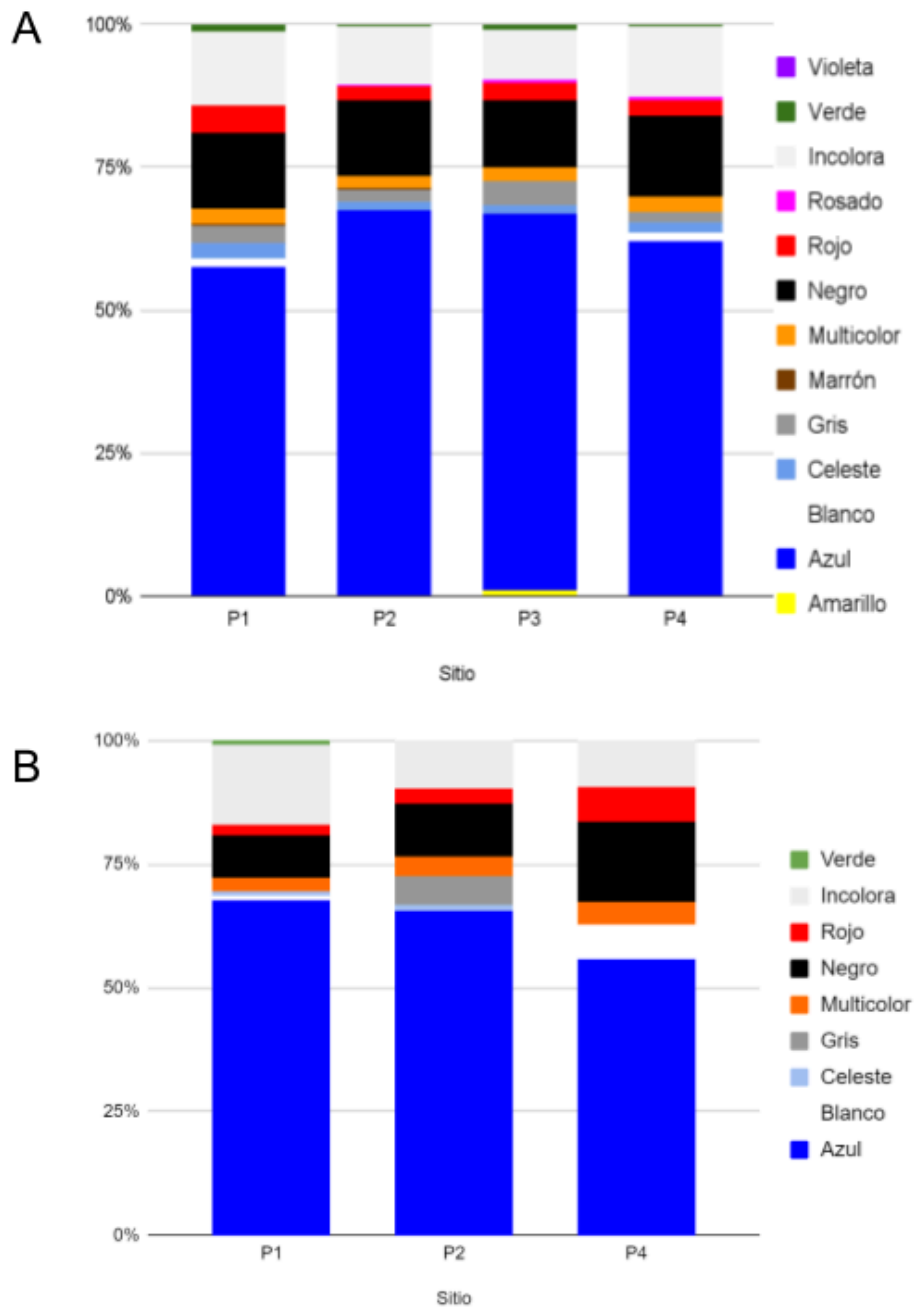 A
100%
75%
50%
25%
0%
P1 P2 P3 P4
Sitio
Violeta
Verde
Incolora
Rosado
Rojo
Negro
Multicolor
Marrón
Gris
Celeste
Blanco
Azul
Amarillo
B
100%
75%
50%
25%
0%
P1 P2 P4
Sitio
Verde
Incolora
Rojo
Negro
Multicolor
Gris
Celeste
Blanco
Azul